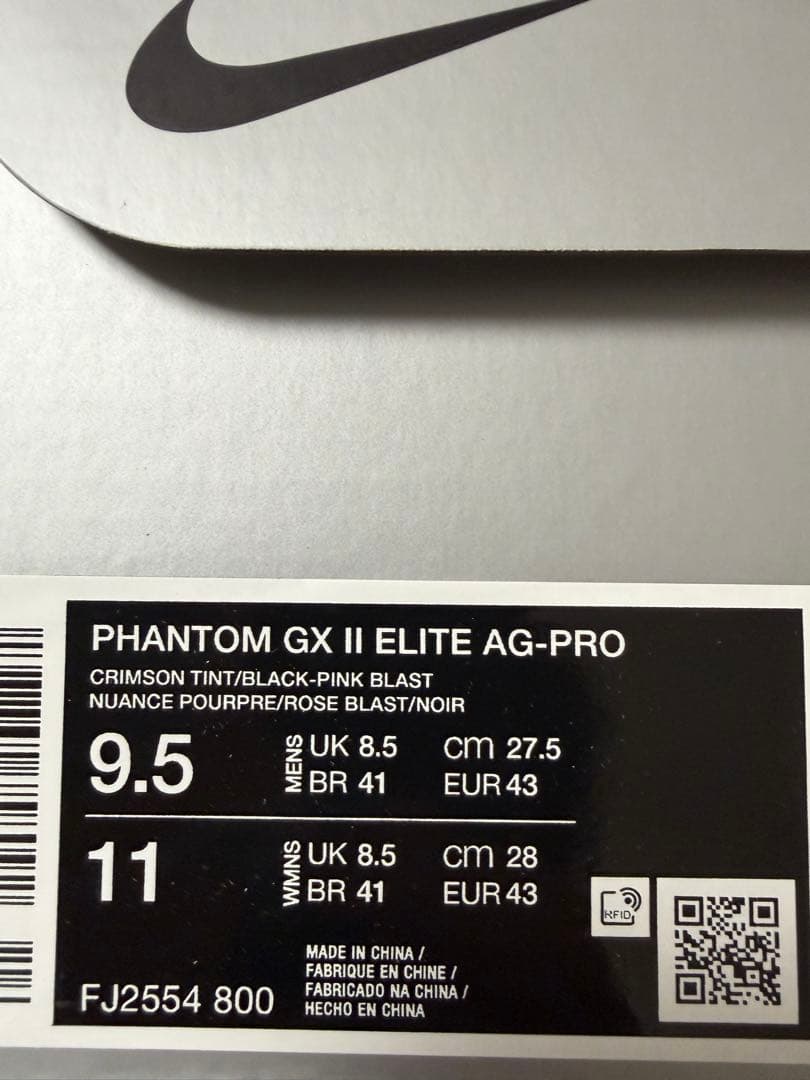 PHANTOM GX II ELITE AG-PRO
CRIMSON TINT/BLACK-PINK BLAST
NUANCE POURPRE/ROSE BLAST/NOIR
9.5 MENS UK 8.5 cm 27.5
BR 41 EUR 43
11 WMNS UK 8.5 cm 28
BR 41 EUR 43
RFID
MADE IN CHINA /
FABRIQUE EN CHINE /
FABRICADO NA CHINA /
HECHO EN CHINA
FJ2554 800